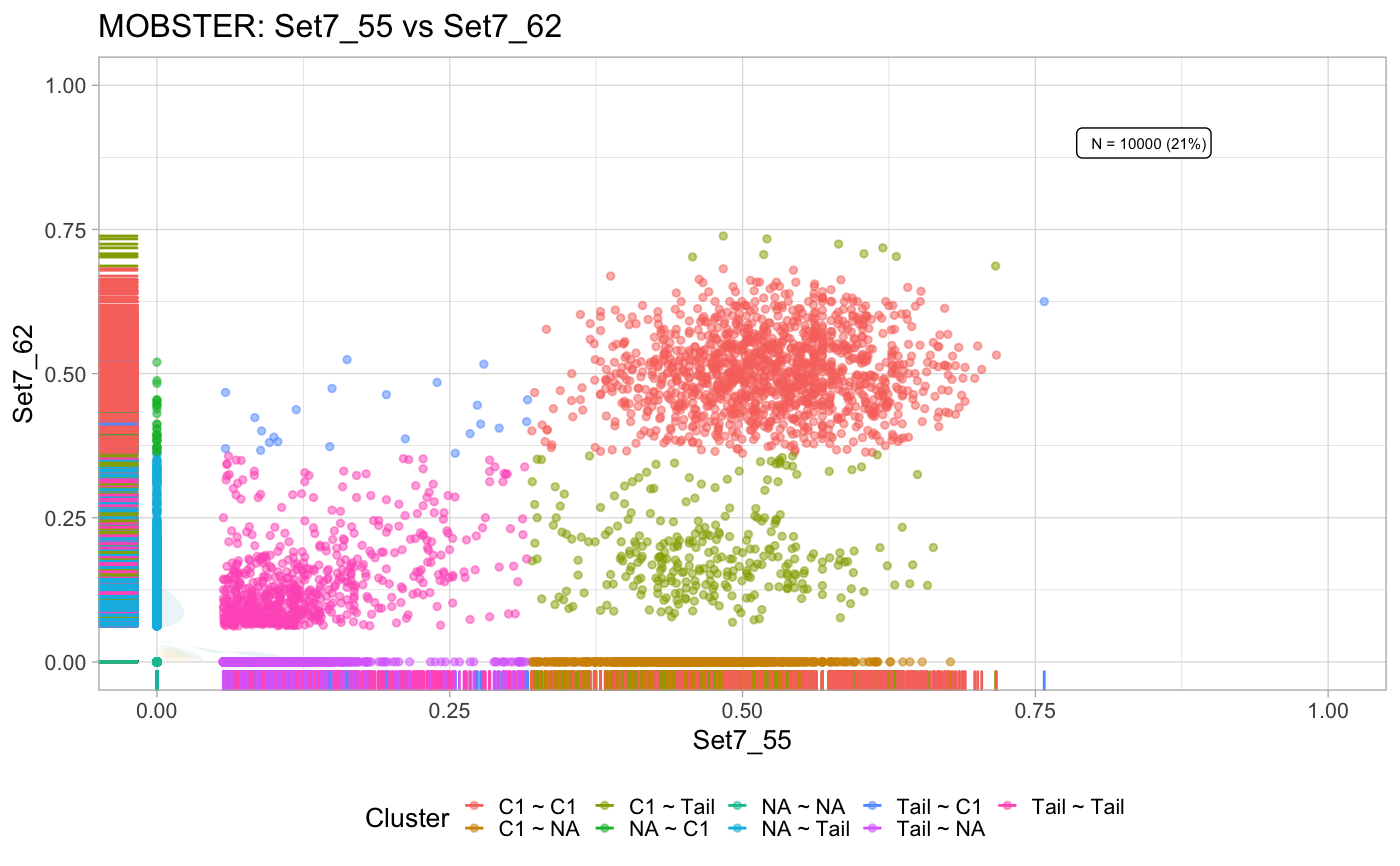 MOBSTER: Set7_55 vs Set7_62
1.00
N = 10000 (21%)
0.75
Set7_62
0.50
0.25
0.00
0.00 0.25 0.50 0.75 1.00
Set7_55
Cluster
C1 ~ C1 C1 ~ Tail NA ~ NA Tail ~ C1 Tail ~ Tail
C1 ~ NA NA ~ C1 NA ~ Tail Tail ~ NA